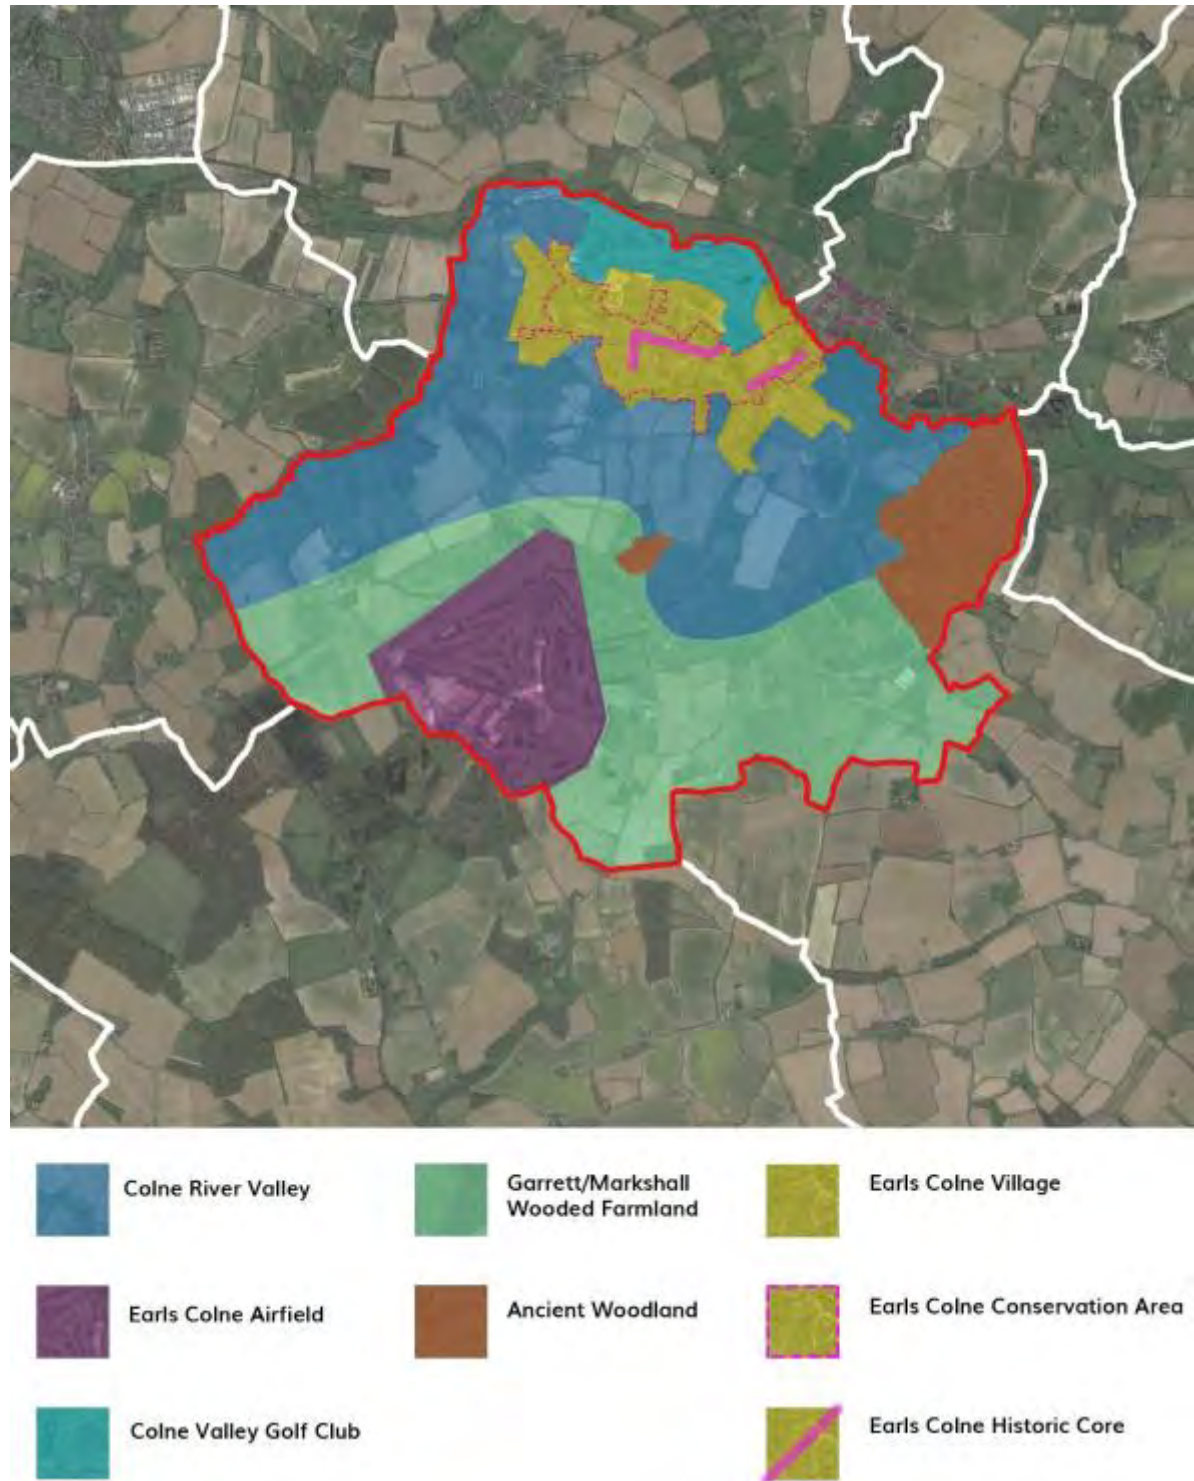 Colne River Valley
Garrett/Markshall
Wooded Farmland
Earls Colne Village
Earls Colne Airfield
Ancient Woodland
Earls Colne Conservation Area
Colne Valley Golf Club
Earls Colne Historic Core